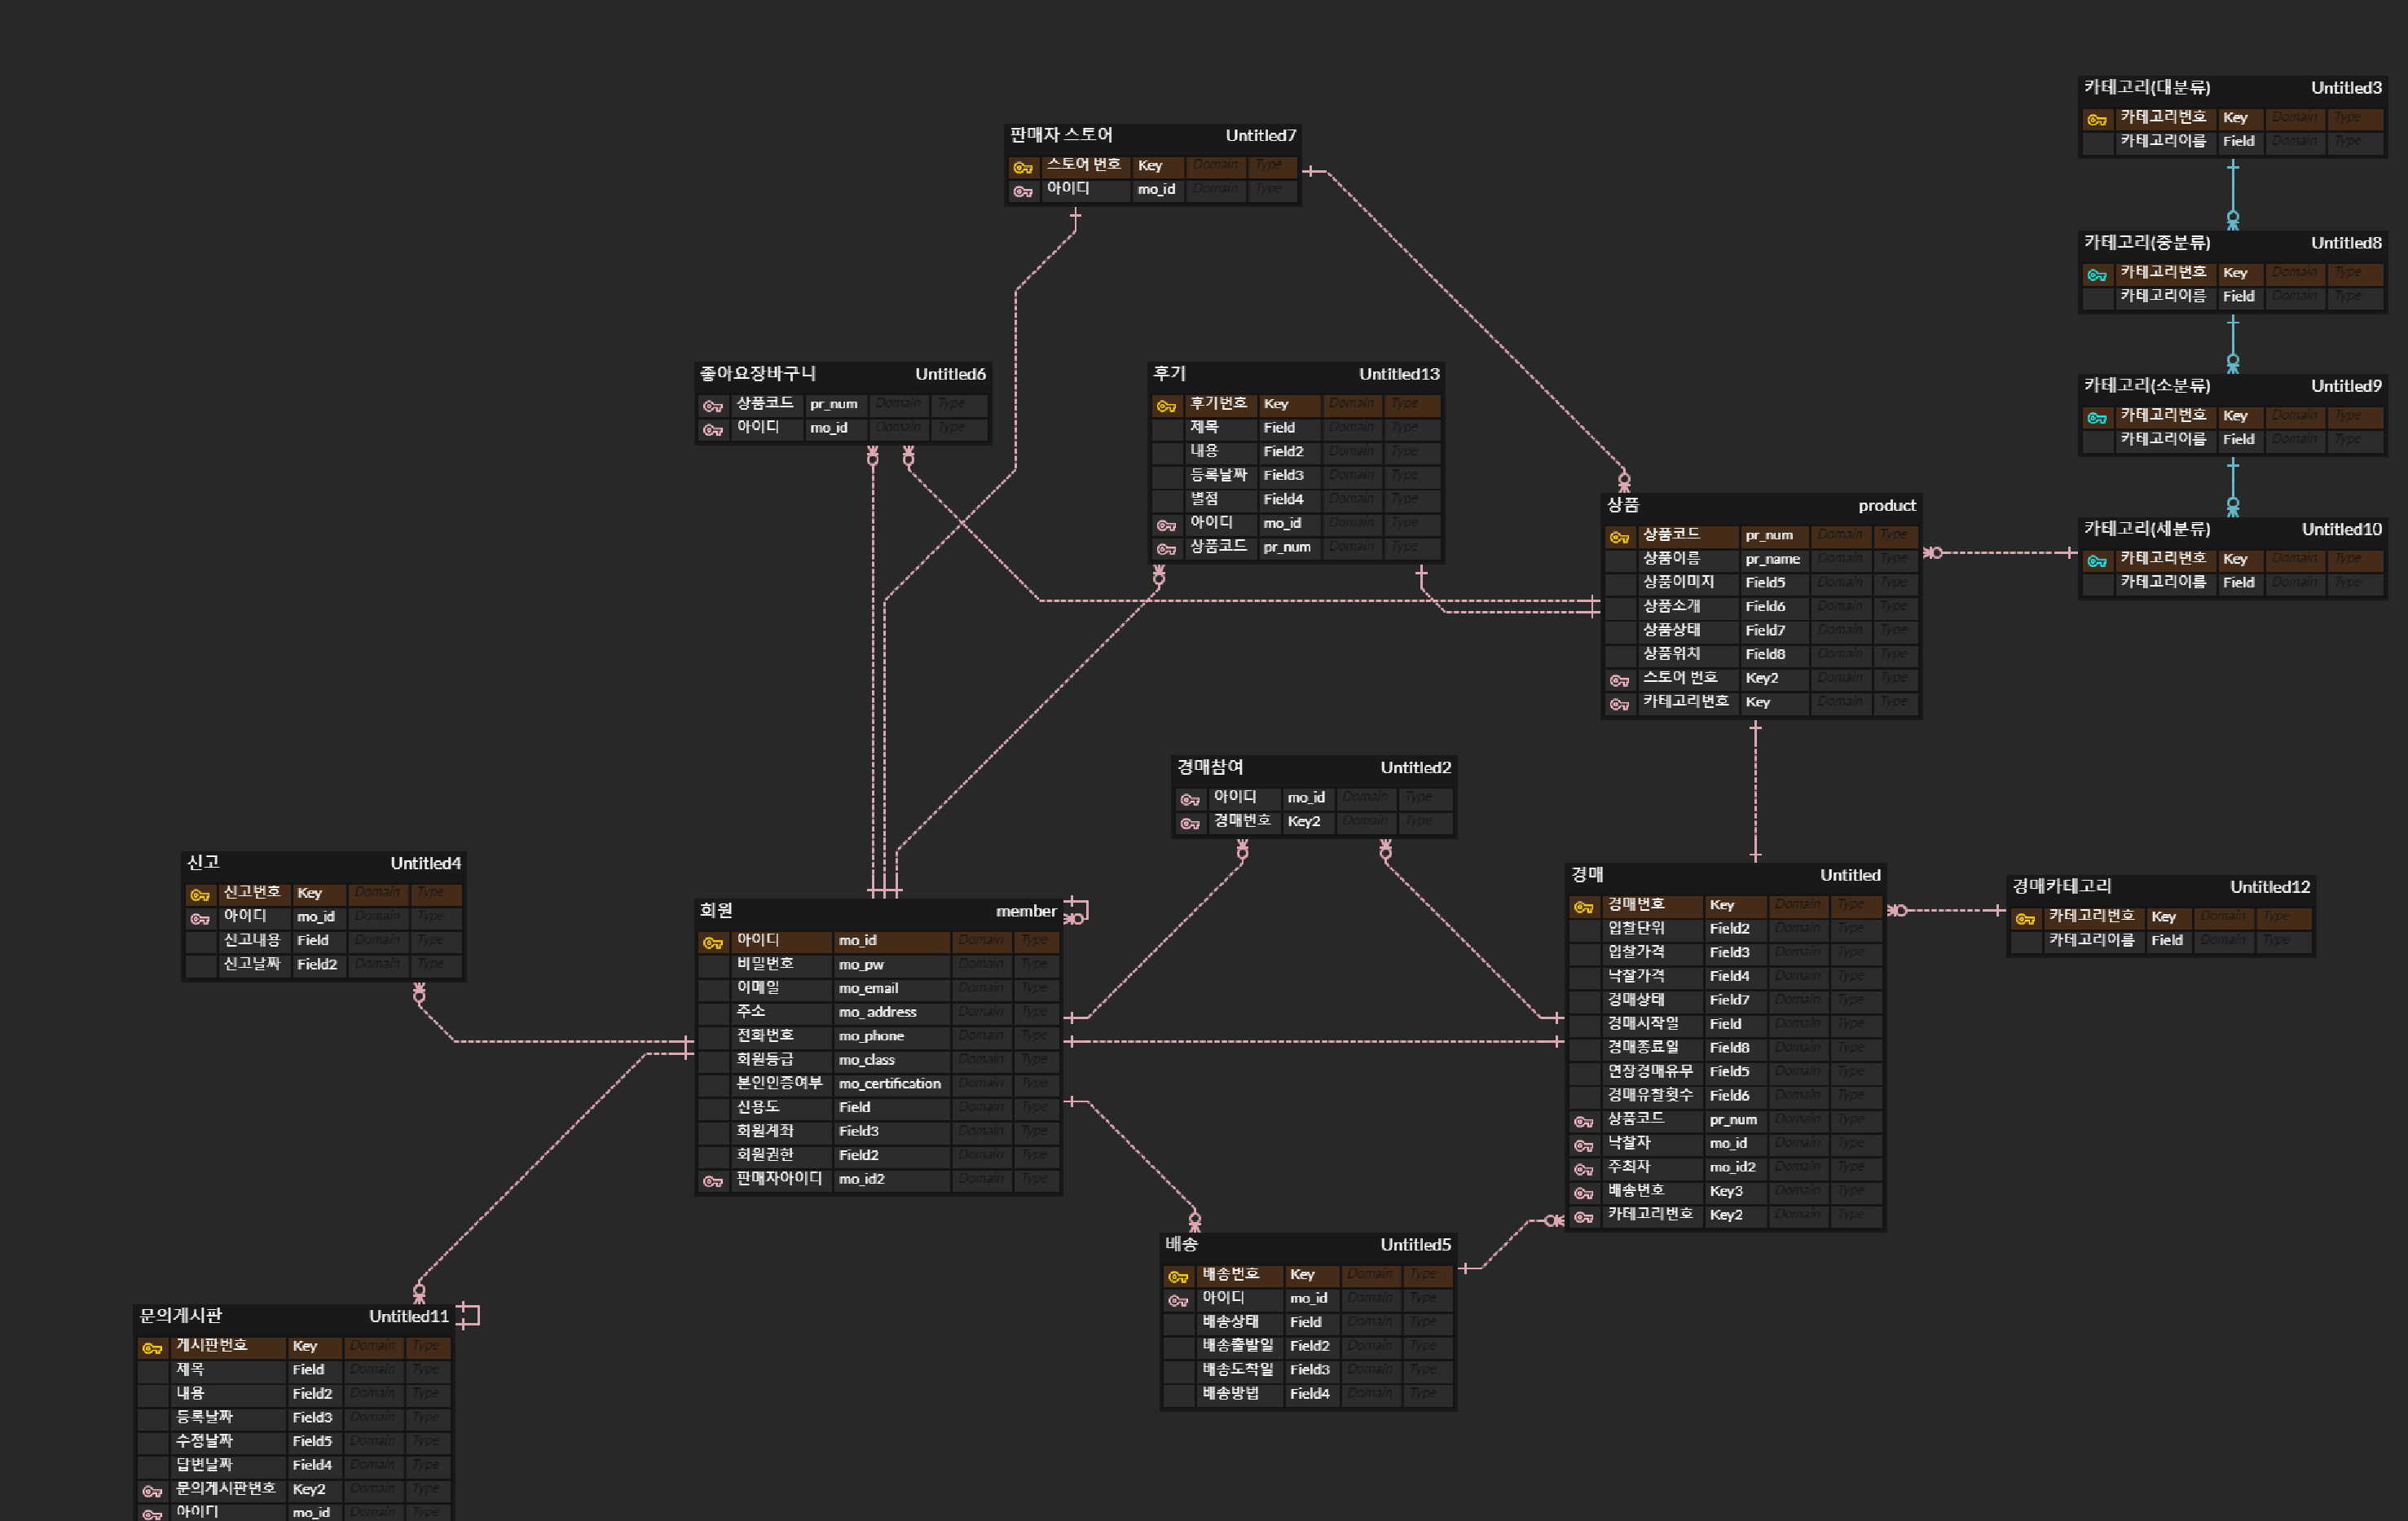 카테고리(대분류) Untitled3
카테고리번호 Key Domain Type
카테고리이름 Field Domain Type
판매자 스토어 Untitled7
스토어 번호 Key Domain Type
아이디 mo_id Domain Type
카테고리(중분류) Untitled8
카테고리번호 Key Domain Type
카테고리이름 Field Domain Type
좋아요장바구니 Untitled6
상품코드 pr_num Domain Type
아이디 mo_id Domain Type
후기 Untitled13
후기번호 Key Domain Type
제목 Field Domain Type
내용 Field2 Domain Type
등록날짜 Field3 Domain Type
별점 Field4 Domain Type
아이디 mo_id Domain Type
상품코드 pr_num Domain Type
카테고리(소분류) Untitled9
카테고리번호 Key Domain Type
카테고리이름 Field Domain Type
상품 product
상품코드 pr_num Domain Type
상품이름 pr_name Domain Type
상품이미지 Field5 Domain Type
상품소개 Field6 Domain Type
상품상태 Field7 Domain Type
상품위치 Field8 Domain Type
스토어 번호 Key2 Domain Type
카테고리번호 Key Domain Type
카테고리(세분류) Untitled10
카테고리번호 Key Domain Type
카테고리이름 Field Domain Type
경매참여 Untitled2
아이디 mo_id Domain Type
경매번호 Key2 Domain Type
신고 Untitled4
신고번호 Key Domain Type
아이디 mo_id Domain Type
신고내용 Field Domain Type
신고날짜 Field2 Domain Type
회원 member
아이디 mo_id Domain Type
비밀번호 mo_pw Domain Type
이메일 mo_email Domain Type
주소 mo_address Domain Type
전화번호 mo_phone Domain Type
회원등급 mo_class Domain Type
본인인증여부 mo_certification Domain Type
신용도 Field Domain Type
회원계좌 Field3 Domain Type
회원권한 Field2 Domain Type
판매자아이디 mo_id2 Domain Type
경매 Untitled
경매번호 Key Domain Type
입찰단위 Field2 Domain Type
입찰가격 Field3 Domain Type
낙찰가격 Field4 Domain Type
경매상태 Field7 Domain Type
경매시작일 Field Domain Type
경매종료일 Field8 Domain Type
연장경매유무 Field5 Domain Type
경매유찰횟수 Field6 Domain Type
상품코드 pr_num Domain Type
낙찰자 mo_id Domain Type
주최자 mo_id2 Domain Type
배송번호 Key3 Domain Type
카테고리번호 Key2 Domain Type
경매카테고리 Untitled12
카테고리번호 Key Domain Type
카테고리이름 Field Domain Type
배송 Untitled5
배송번호 Key Domain Type
아이디 mo_id Domain Type
배송상태 Field Domain Type
배송출발일 Field2 Domain Type
배송도착일 Field3 Domain Type
배송방법 Field4 Domain Type
문의게시판 Untitled11
게시판번호 Key Domain Type
제목 Field Domain Type
내용 Field2 Domain Type
등록날짜 Field3 Domain Type
수정날짜 Field5 Domain Type
답변날짜 Field4 Domain Type
문의게시판번호 Key2 Domain Type
아이디 mo_id Domain Type